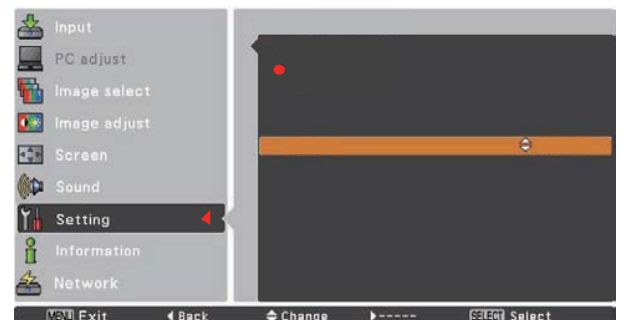 Input
PC adjust
Image select
Image adjust
Screen
Sound
Setting
Information
Network
MENU Exit ◀Back ◆Change ▶----- SELECT Select